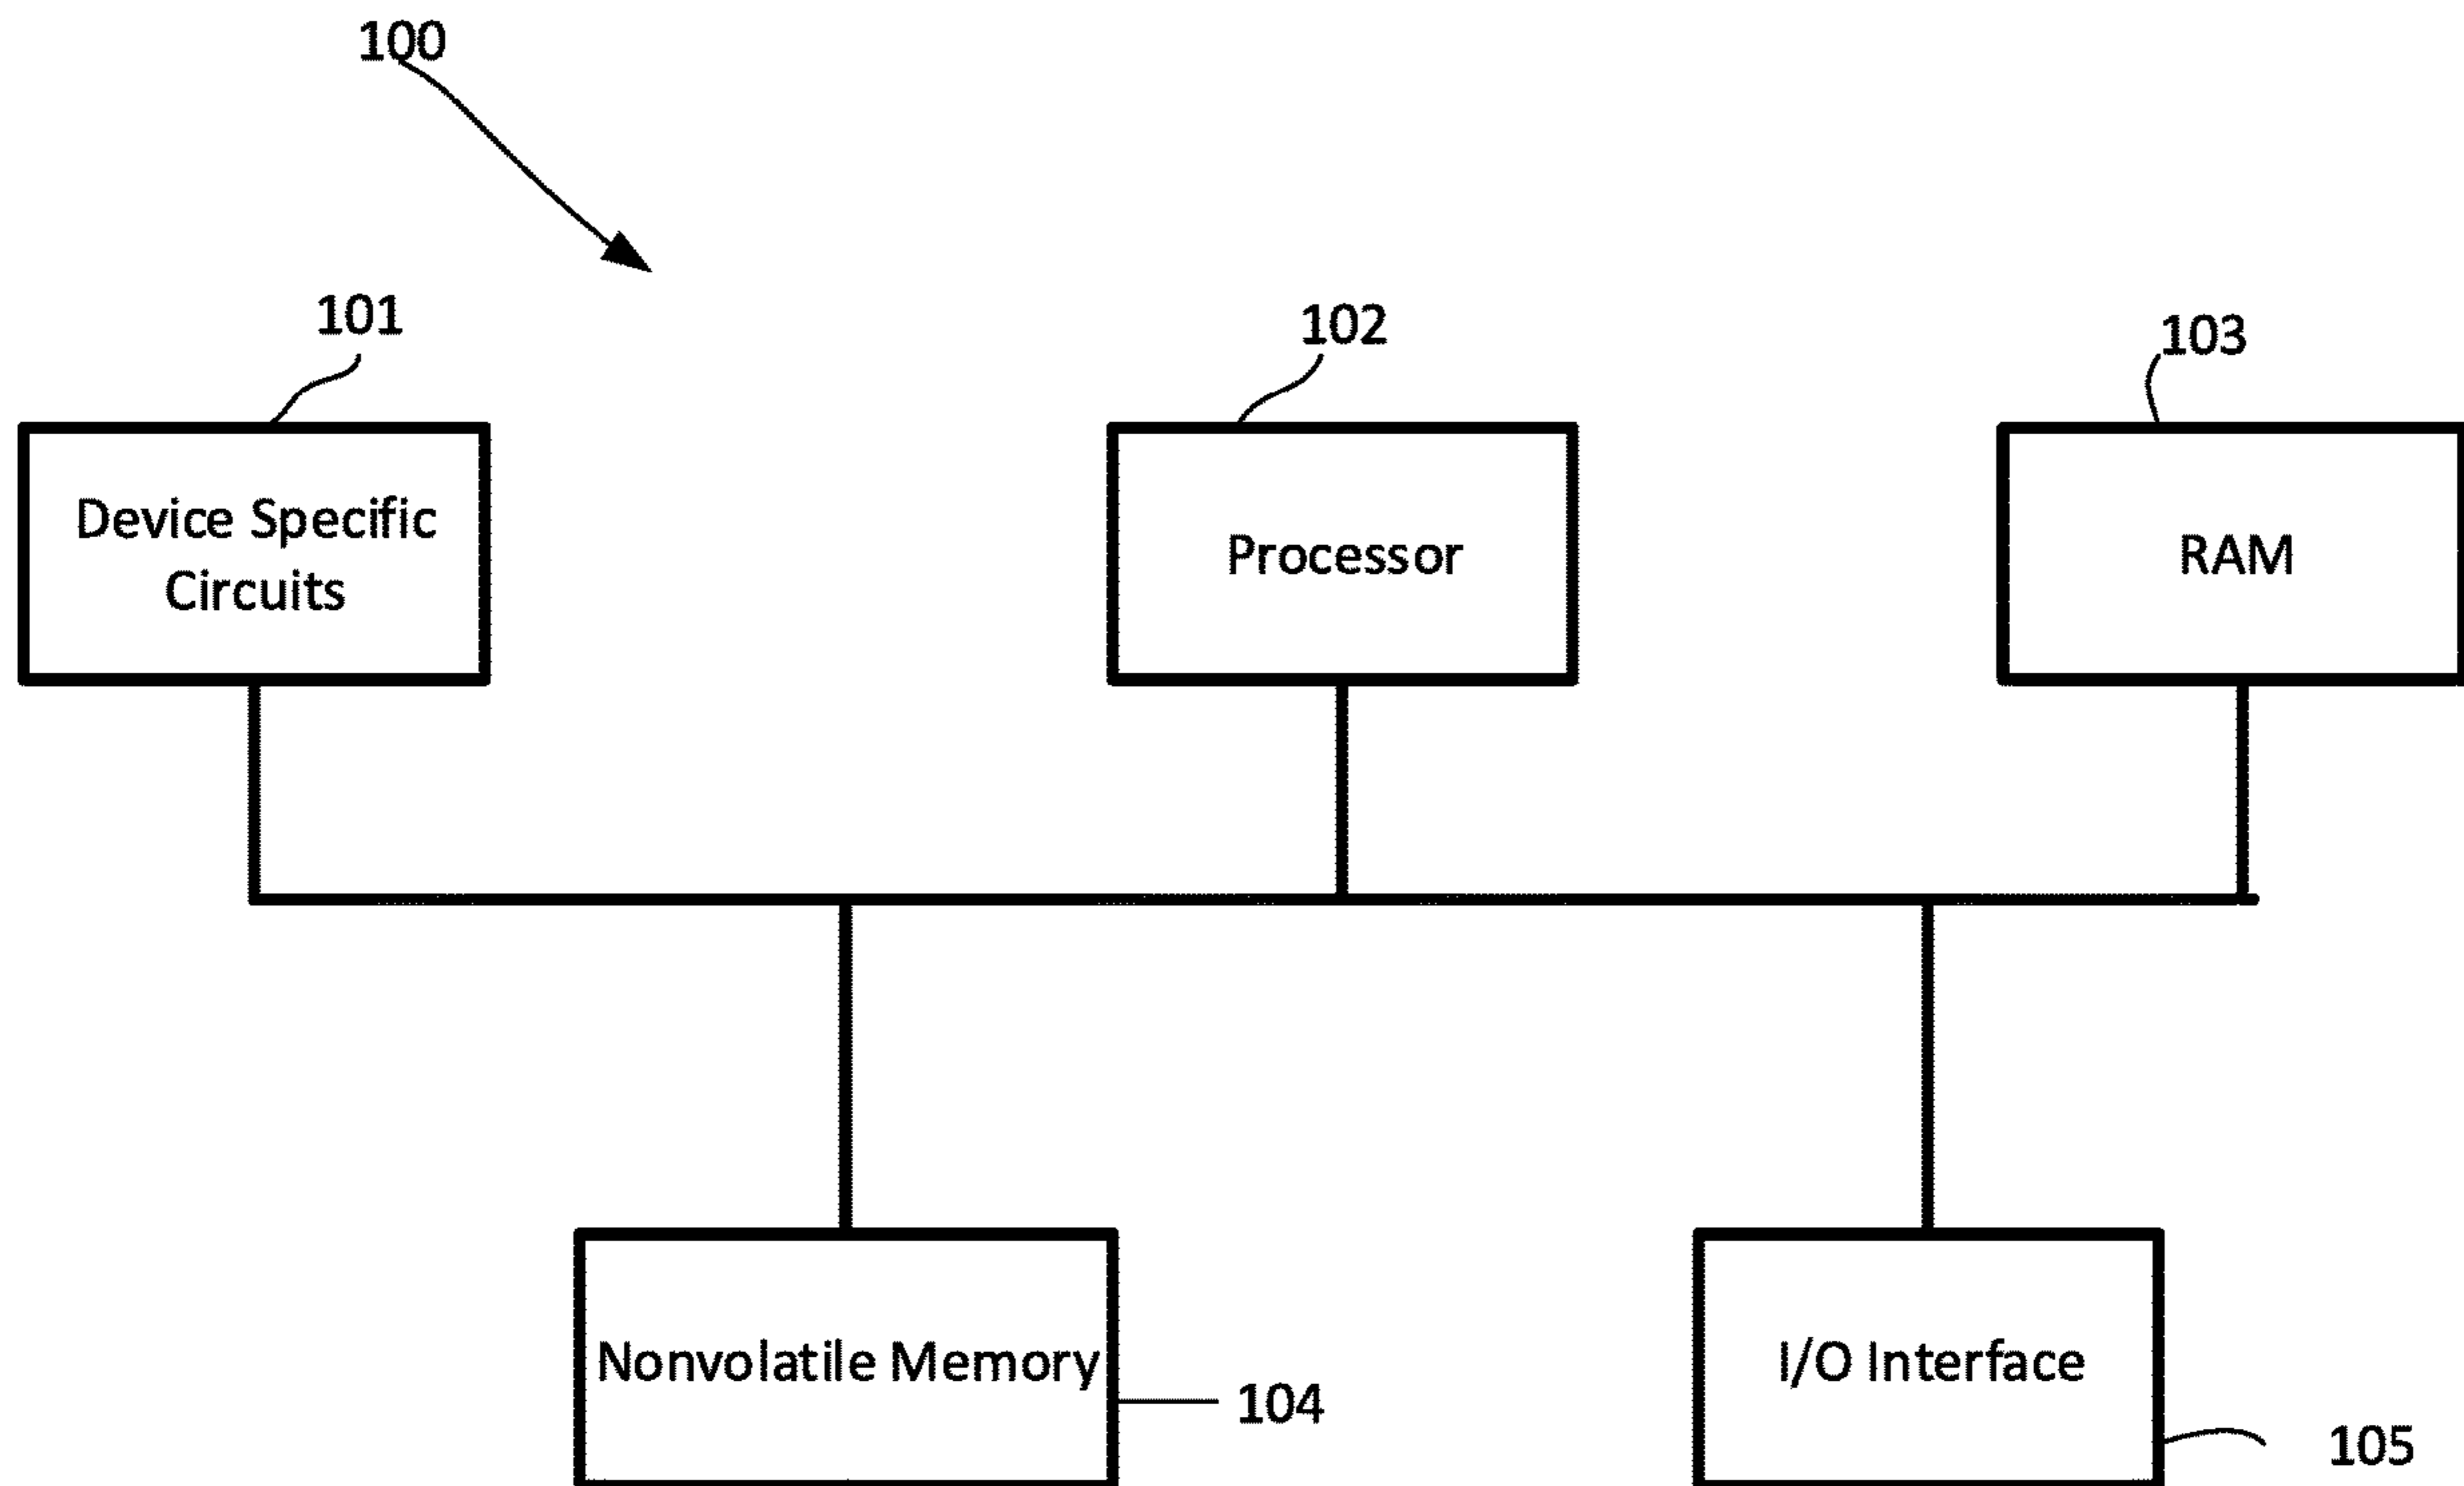 100
101
102
103
Device Specific
Circuits
Processor
RAM
Nonvolatile Memory
104
I/O Interface
105